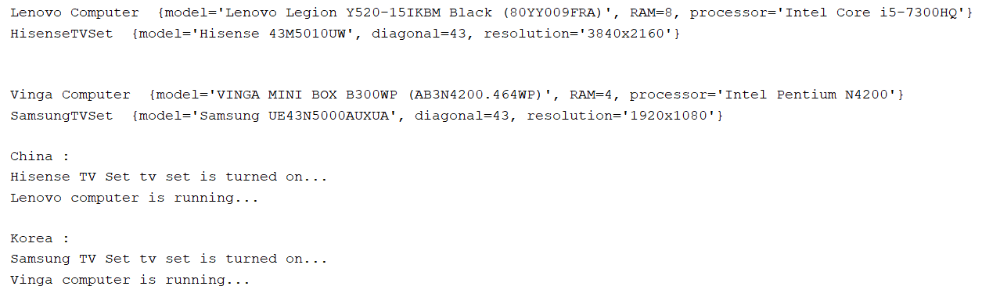 Lenovo Computer  {model='Lenovo Legion Y520-15IKBM Black (80YY009FRA)', RAM=8, processor='Intel Core i5-7300HQ'}
HisenseTVSet  {model='Hisense 43M5010UW', diagonal=43, resolution='3840x2160'}
Vinga Computer  {model='VINGA MINI BOX B300WP (AB3N4200.464WP)', RAM=4, processor='Intel Pentium N4200'}
SamsungTVSet  {model='Samsung UE43N5000AUXUA', diagonal=43, resolution='1920x1080'}
China :
Hisense TV Set tv set is turned on...
Lenovo computer is running...
Korea :
Samsung TV Set tv set is turned on...
Vinga computer is running...